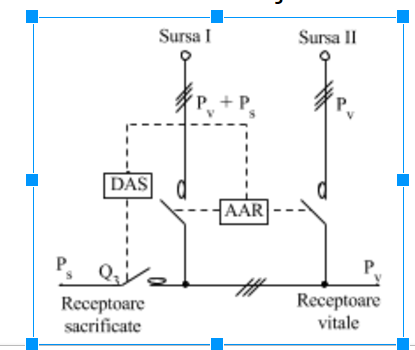 Sursa I
Sursa II
P_v + P_s
P_v
DAS
AAR
P_s
Q_3
P_v
Receptoare
sacrificate
Receptoare
vitale